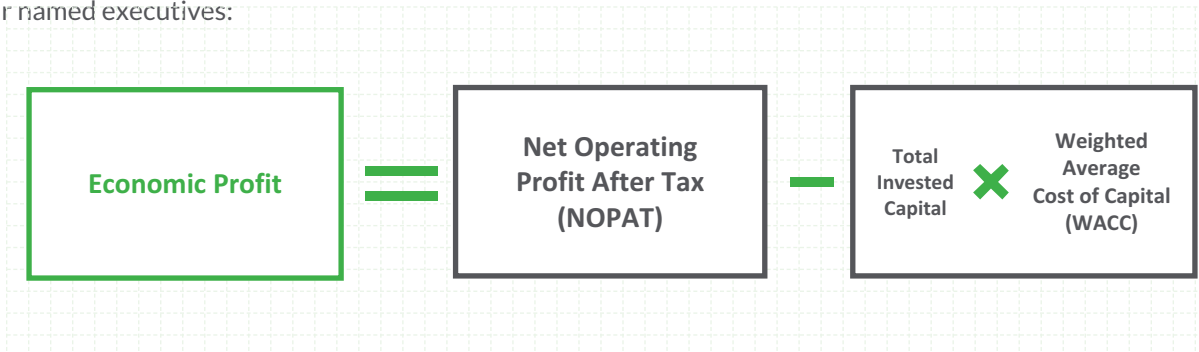 r named executives:
Economic Profit
=
Net Operating
Profit After Tax
(NOPAT)
−
Total
Invested
Capital
×
Weighted
Average
Cost of Capital
(WACC)